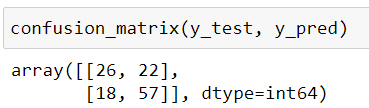 confusion_matrix(y_test, y_pred)
array([[26, 22],
       [18, 57]], dtype=int64)